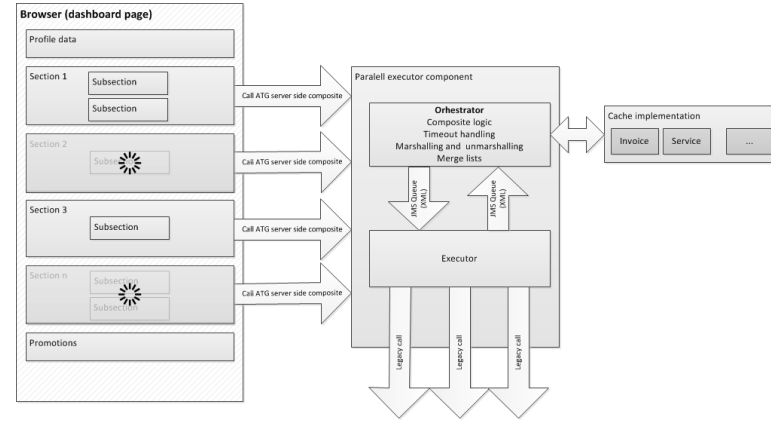 Browser (dashboard page)
Profile data
Section 1
Subsection
Subsection
Section 2
Section 3
Subsection
Section n
Subsection
Subsection
Promotions
Call ATG server side composite
Call ATG server side composite
Call ATG server side composite
Call ATG server side composite
Paralell executor component
Orhestrator
Composite logic
Timeout handling
Marshalling and unmarshalling
Merge lists
JMS Queue
(XML)
JMS Queue
(XML)
Executor
Legacy call
Legacy call
Legacy call
Cache implementation
Invoice
Service
...